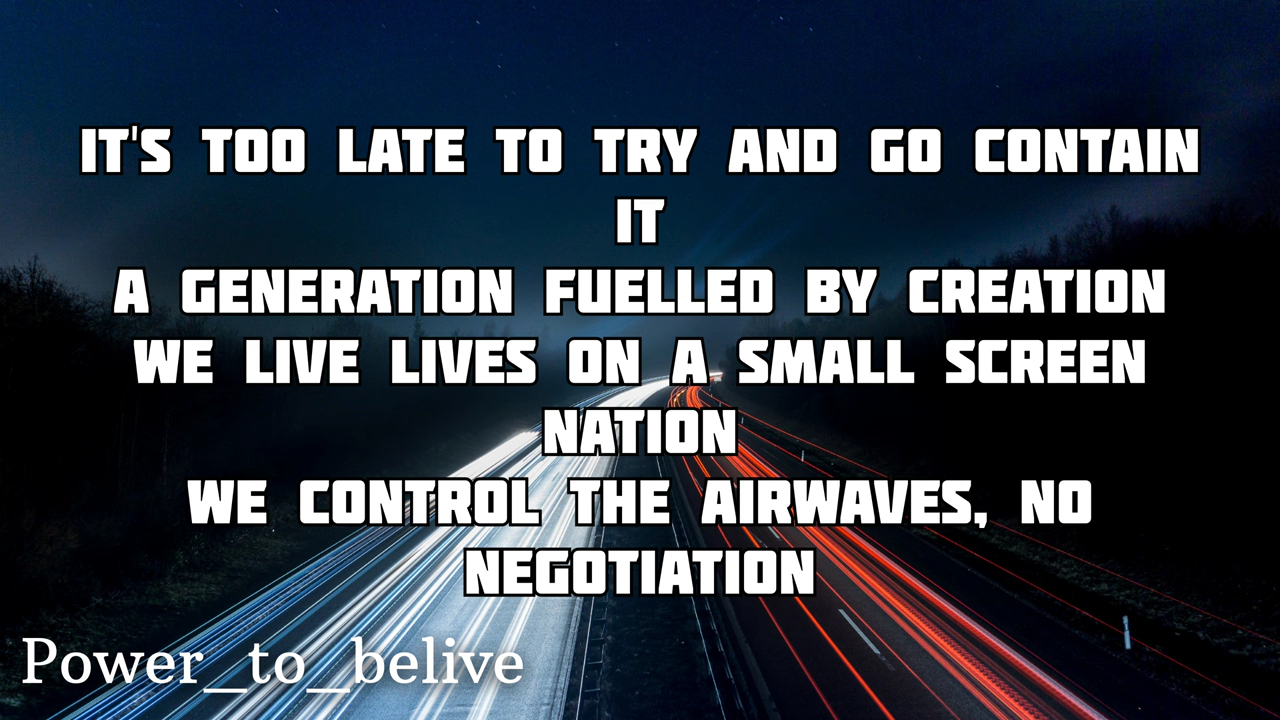 IT'S TOO LATE TO TRY AND GO CONTAIN
IT
A GENERATION FUELLED BY CREATION
WE LIVE LIVES ON A SMALL SCREEN
NATION
WE CONTROL THE AIRWAVES, NO
NEGOTIATION
Power_to_belive